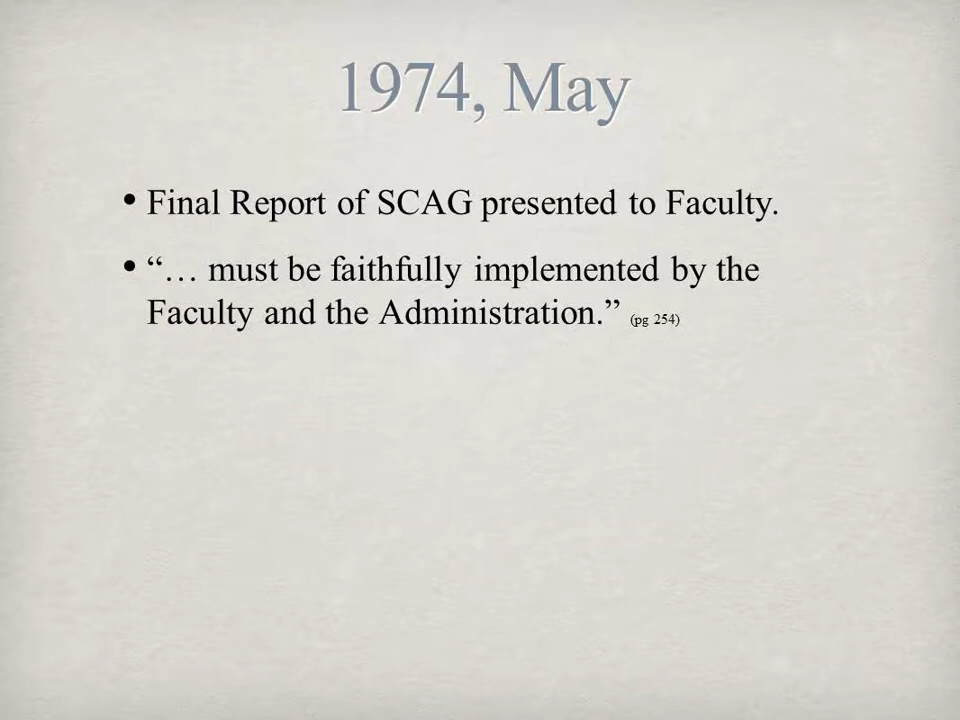 1974, May
• Final Report of SCAG presented to Faculty.
• “… must be faithfully implemented by the
Faculty and the Administration.” (pg 254)